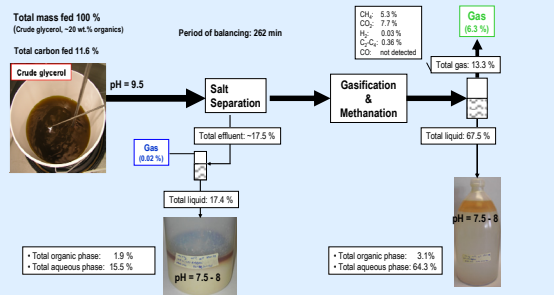 Total mass fed 100 %
(Crude glycerol, ~20 wt.% organics)
Total carbon fed 11.6 %
Period of balancing: 262 min
CH₄: 5.3 %
CO₂: 7.7 %
H₂: 0.03 %
C₂-C₄: 0.36 %
CO: not detected
Gas
(6.3 %)
Total gas: 13.3 %
Crude glycerol
pH = 9.5
Salt
Separation
Gasification
&
Methanation
Total effluent: ~17.5 %
Total liquid: 67.5 %
Gas
(0.02 %)
Total liquid: 17.4 %
pH = 7.5 - 8
pH = 7.5 - 8
• Total organic phase: 1.9 %
• Total aqueous phase: 15.5 %
• Total organic phase: 3.1%
• Total aqueous phase: 64.3 %